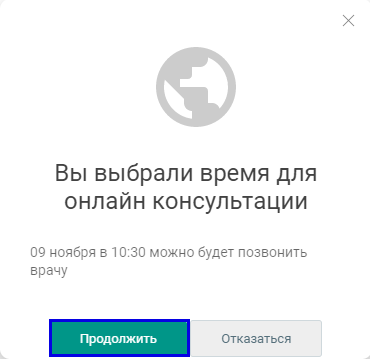 Вы выбрали время для
онлайн консультации
09 ноября в 10:30 можно будет позвонить
врачу
Продолжить
Отказаться